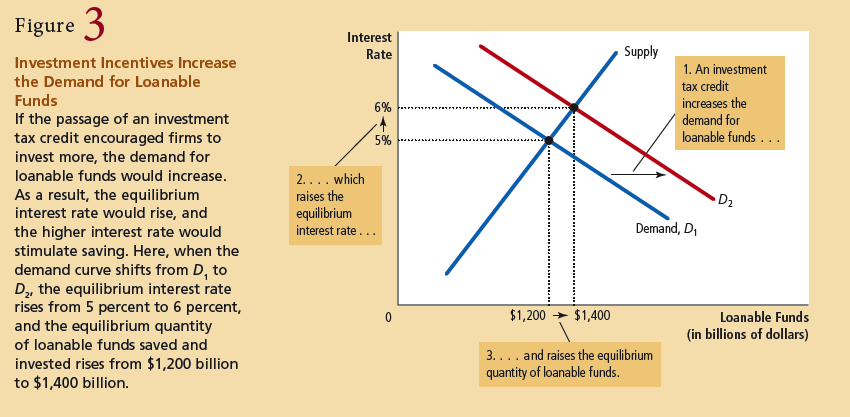 Figure 3
Investment Incentives Increase
the Demand for Loanable
Funds
If the passage of an investment
tax credit encouraged firms to
invest more, the demand for
loanable funds would increase.
As a result, the equilibrium
interest rate would rise, and
the higher interest rate would
stimulate saving. Here, when the
demand curve shifts from D₁ to
D₂, the equilibrium interest rate
rises from 5 percent to 6 percent,
and the equilibrium quantity
of loanable funds saved and
invested rises from $1,200 billion
to $1,400 billion.
Interest
Rate
Supply
1. An investment
tax credit
increases the
demand for
loanable funds . . .
6%
5%
2. . . . which
raises the
equilibrium
interest rate . . .
D₂
Demand, D₁
0
$1,200
$1,400
Loanable Funds
(in billions of dollars)
3. . . . and raises the equilibrium
quantity of loanable funds.